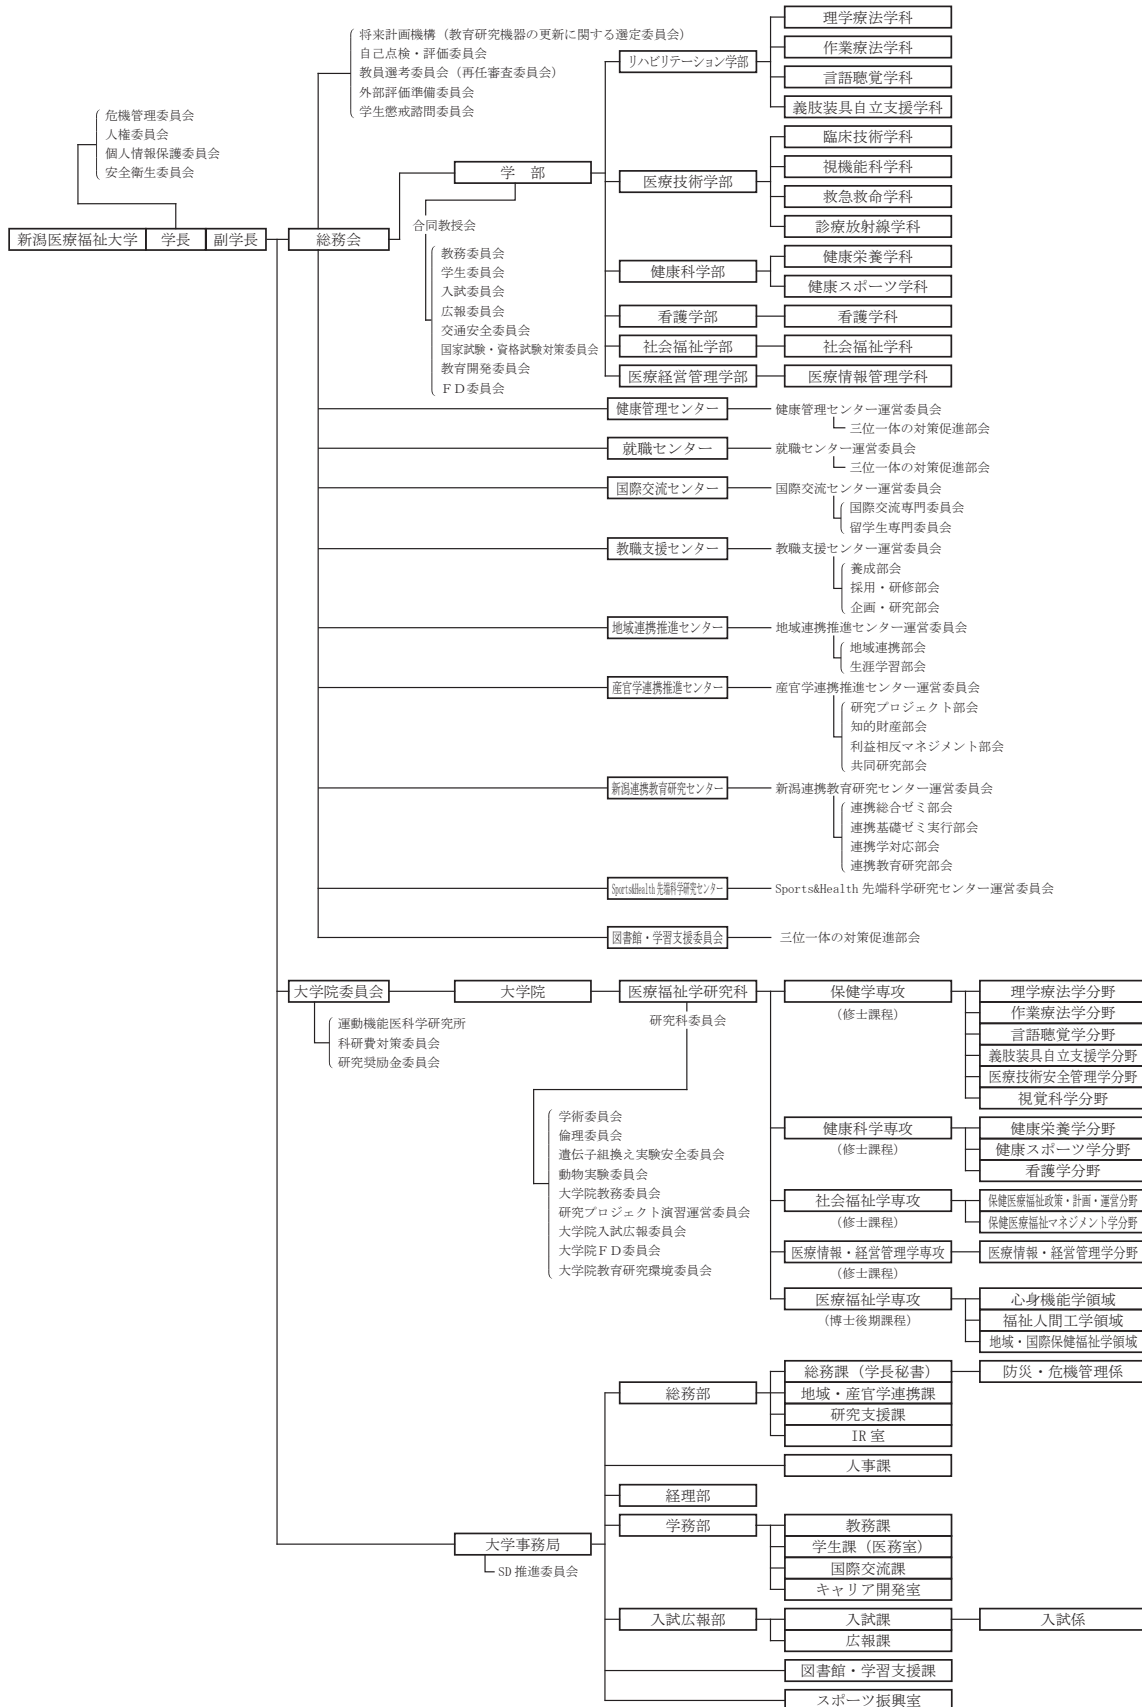 新潟医療福祉大学
学長
副学長
危機管理委員会
人権委員会
個人情報保護委員会
安全衛生委員会
総務会
将来計画機構（教育研究機器の更新に関する選定委員会）
自己点検・評価委員会
教員選考委員会（再任審査委員会）
外部評価準備委員会
学生懲戒諮問委員会
学　部
合同教授会
教務委員会
学生委員会
入試委員会
広報委員会
交通安全委員会
国家試験・資格試験対策委員会
教育開発委員会
ＦＤ委員会
リハビリテーション学部
理学療法学科
作業療法学科
言語聴覚学科
義肢装具自立支援学科
医療技術学部
臨床技術学科
視機能科学科
救急救命学科
診療放射線学科
健康科学部
健康栄養学科
健康スポーツ学科
看護学部
看護学科
社会福祉学部
社会福祉学科
医療経営管理学部
医療情報管理学科
健康管理センター
健康管理センター運営委員会
三位一体の対策促進部会
就職センター
就職センター運営委員会
三位一体の対策促進部会
国際交流センター
国際交流センター運営委員会
国際交流専門委員会
留学生専門委員会
教職支援センター
教職支援センター運営委員会
養成部会
採用・研修部会
企画・研究部会
地域連携推進センター
地域連携推進センター運営委員会
地域連携部会
生涯学習部会
産官学連携推進センター
産官学連携推進センター運営委員会
研究プロジェクト部会
知的財産部会
利益相反マネジメント部会
共同研究部会
新潟連携教育研究センター
新潟連携教育研究センター運営委員会
連携総合ゼミ部会
連携基礎ゼミ実行部会
連携学対応部会
連携教育研究部会
Sports&Health 先端科学研究センター
Sports&Health 先端科学研究センター運営委員会
図書館・学習支援委員会
三位一体の対策促進部会
大学院委員会
運動機能医科学研究所
科研費対策委員会
研究奨励金委員会
大学院
医療福祉学研究科
研究科委員会
学術委員会
倫理委員会
遺伝子組換え実験安全委員会
動物実験委員会
大学院教務委員会
研究プロジェクト演習運営委員会
大学院入試広報委員会
大学院ＦＤ委員会
大学院教育研究環境委員会
保健学専攻
（修士課程）
理学療法学分野
作業療法学分野
言語聴覚学分野
義肢装具自立支援学分野
医療技術安全管理学分野
視覚科学分野
健康科学専攻
（修士課程）
健康栄養学分野
健康スポーツ学分野
看護学分野
社会福祉学専攻
（修士課程）
保健医療福祉政策・計画・運営分野
保健医療福祉マネジメント学分野
医療情報・経営管理学専攻
（修士課程）
医療情報・経営管理学分野
医療福祉学専攻
（博士後期課程）
心身機能学領域
福祉人間工学領域
地域・国際保健福祉学領域
大学事務局
SD 推進委員会
総務部
総務課（学長秘書）
防災・危機管理係
地域・産官学連携課
研究支援課
IR 室
人事課
経理部
学務部
教務課
学生課（医務室）
国際交流課
キャリア開発室
入試広報部
入試課
入試係
広報課
図書館・学習支援課
スポーツ振興室